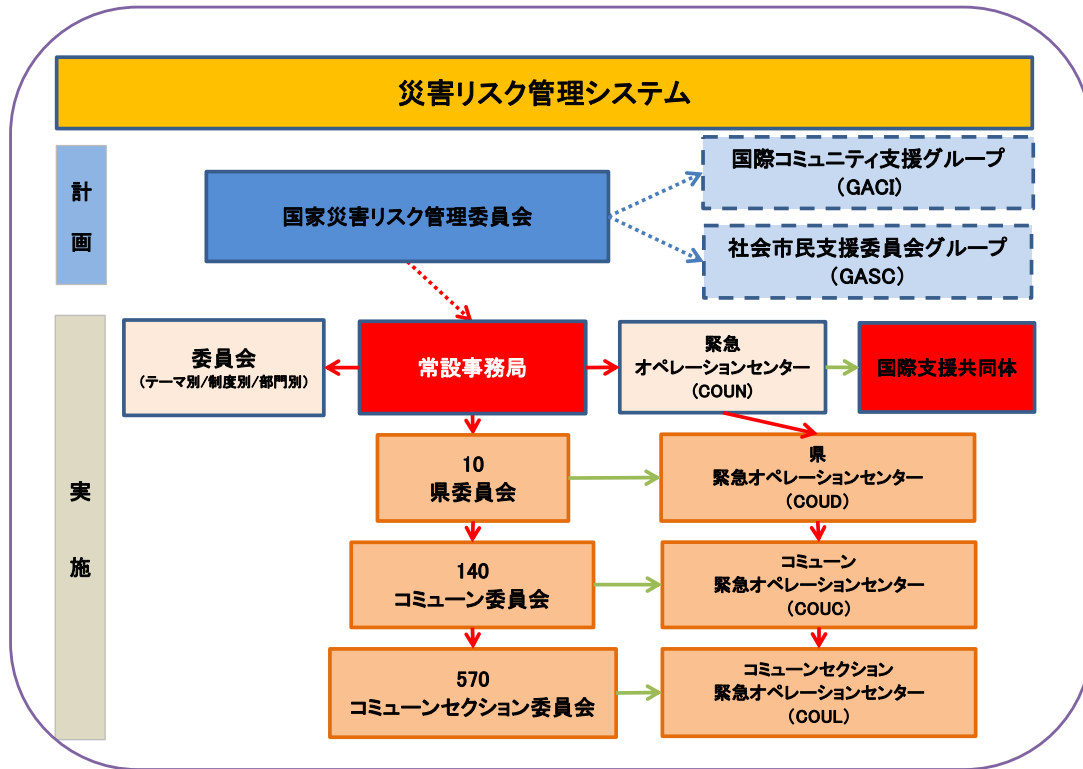 災害リスク管理システム
計
画
国家災害リスク管理委員会
国際コミュニティ支援グループ
(GACI)
社会市民支援委員会グループ
(GASC)
実
施
委員会
(テーマ別/制度別/部門別)
常設事務局
緊急
オペレーションセンター
(COUN)
国際支援共同体
10
県委員会
県
緊急オペレーションセンター
(COUD)
140
コミューン委員会
コミューン
緊急オペレーションセンター
(COUC)
570
コミューンセクション委員会
コミューンセクション
緊急オペレーションセンター
(COUL)